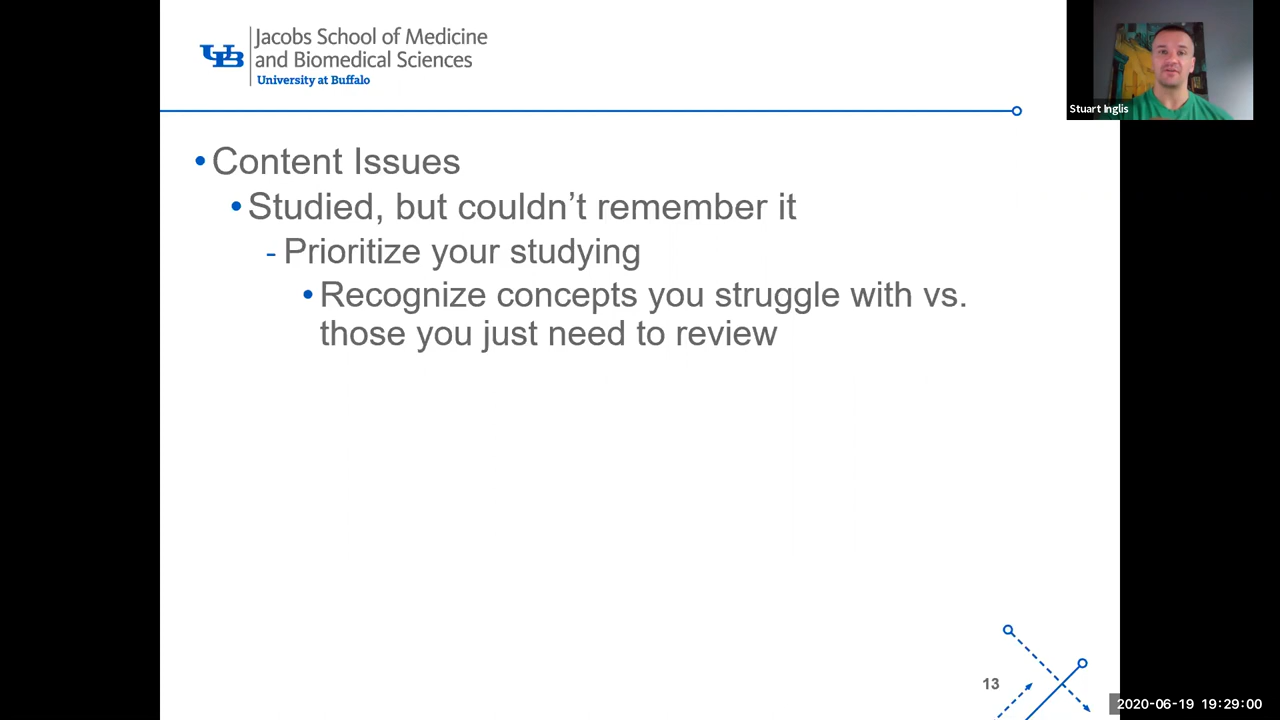 UB
Jacobs School of Medicine
and Biomedical Sciences
University at Buffalo
Stuart Inglis
•Content Issues
•Studied, but couldn’t remember it
- Prioritize your studying
•Recognize concepts you struggle with vs.
those you just need to review
13
2020-06-19 19:29:00